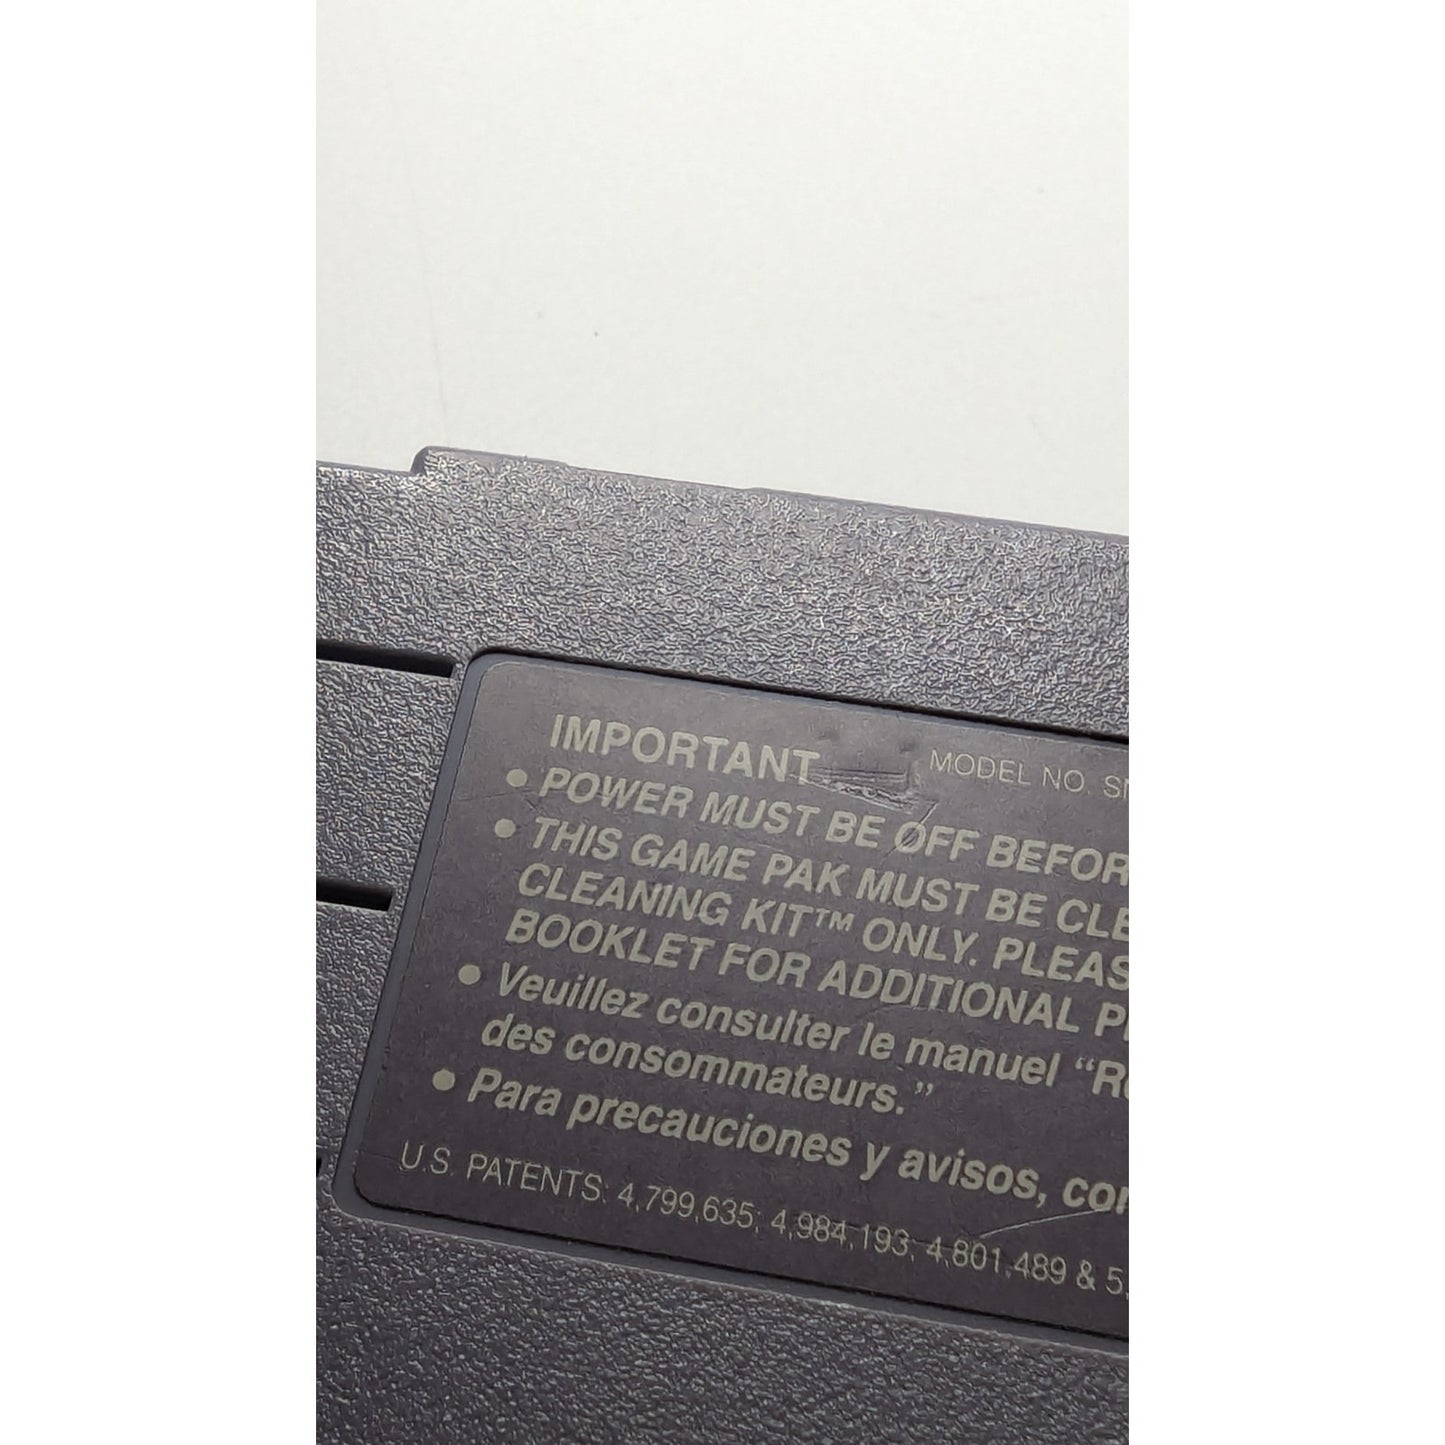 IMPORTANT
MODEL NO.
• POWER MUST BE OFF
• THIS GAME PAK MUST BE
CLEANING KIT™ ONLY.
BOOKLET FOR ADDITIONAL
• Veuillez consulter le manuel
des consommateurs."
• Para precauciones y avisos,
U.S. PATENTS: 4,799,635; 4,984,193; 4,801,489 & 5,